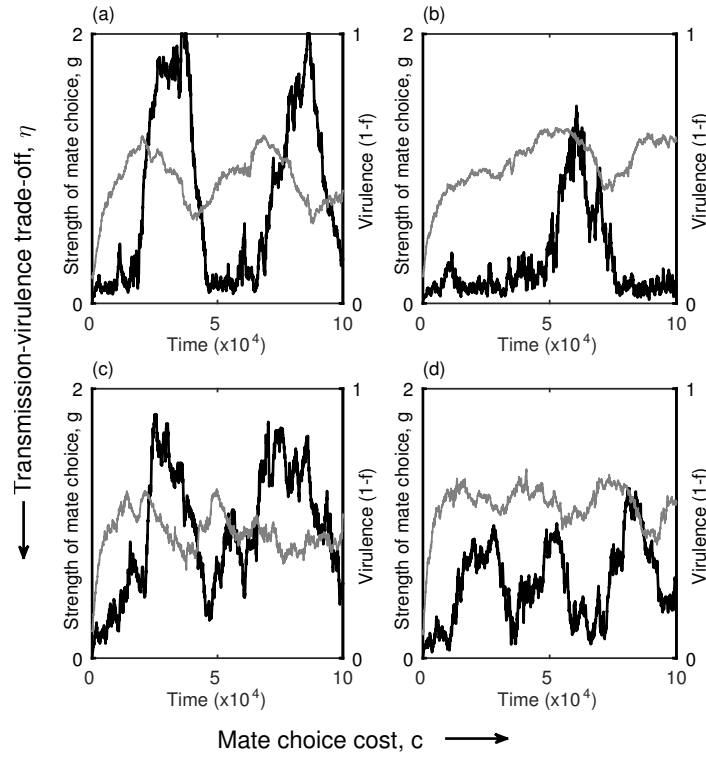 (a)
2
Strength of mate choice, g
0
0
5
10
Time (x10⁴)
1
Virulence (1-f)
0
(b)
2
Strength of mate choice, g
0
0
5
10
Time (x10⁴)
1
Virulence (1-f)
0
(c)
2
Strength of mate choice, g
0
0
5
10
Time (x10⁴)
1
Virulence (1-f)
0
(d)
2
Strength of mate choice, g
0
0
5
10
Time (x10⁴)
1
Virulence (1-f)
0
Transmission-virulence trade-off, η
Mate choice cost, c